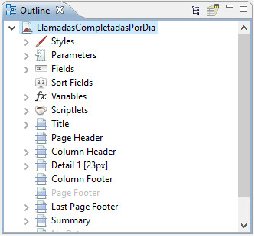 Outline
LlamadasCompletadasPorDia
Styles
Parameters
Fields
Sort Fields
Variables
Scriptlets
Title
Page Header
Column Header
Detail 1 [23px]
Column Footer
Page Footer
Last Page Footer
Summary